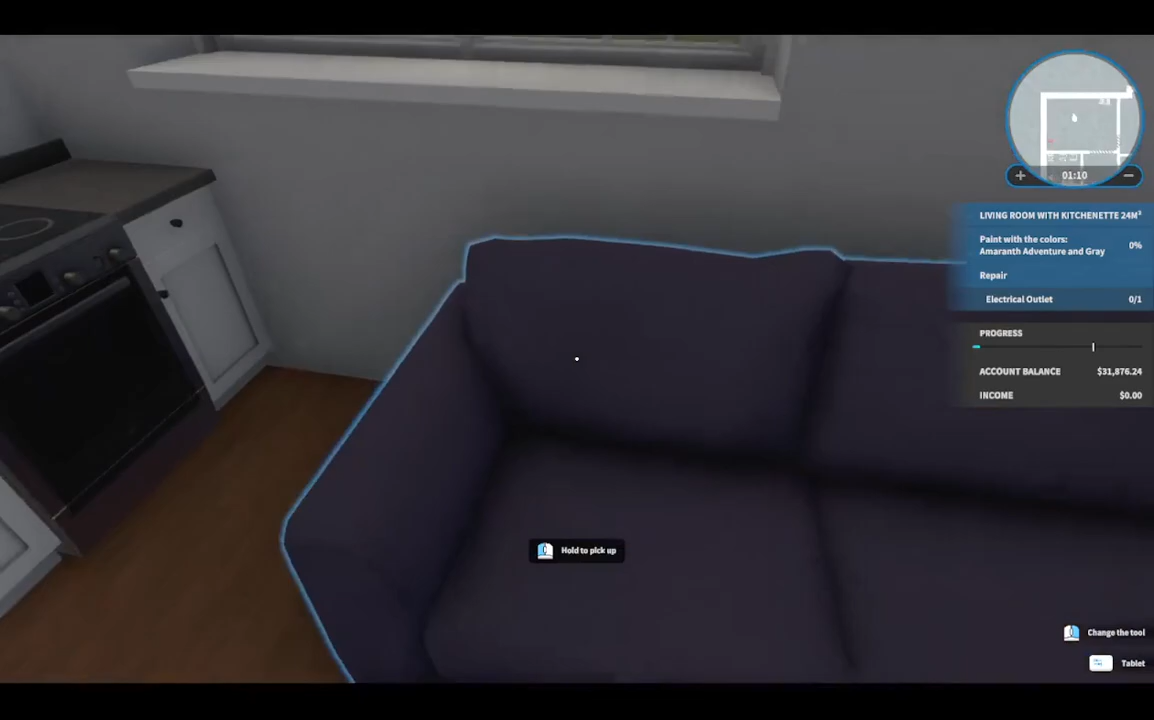 + 01:10 −
LIVING ROOM WITH KITCHENETTE 24M²
Paint with the colors:
Amaranth Adventure and Gray 0%
Repair
Electrical Outlet 0/1
PROGRESS
ACCOUNT BALANCE $31,876.24
INCOME $0.00
Hold to pick up
Change the tool
Tablet